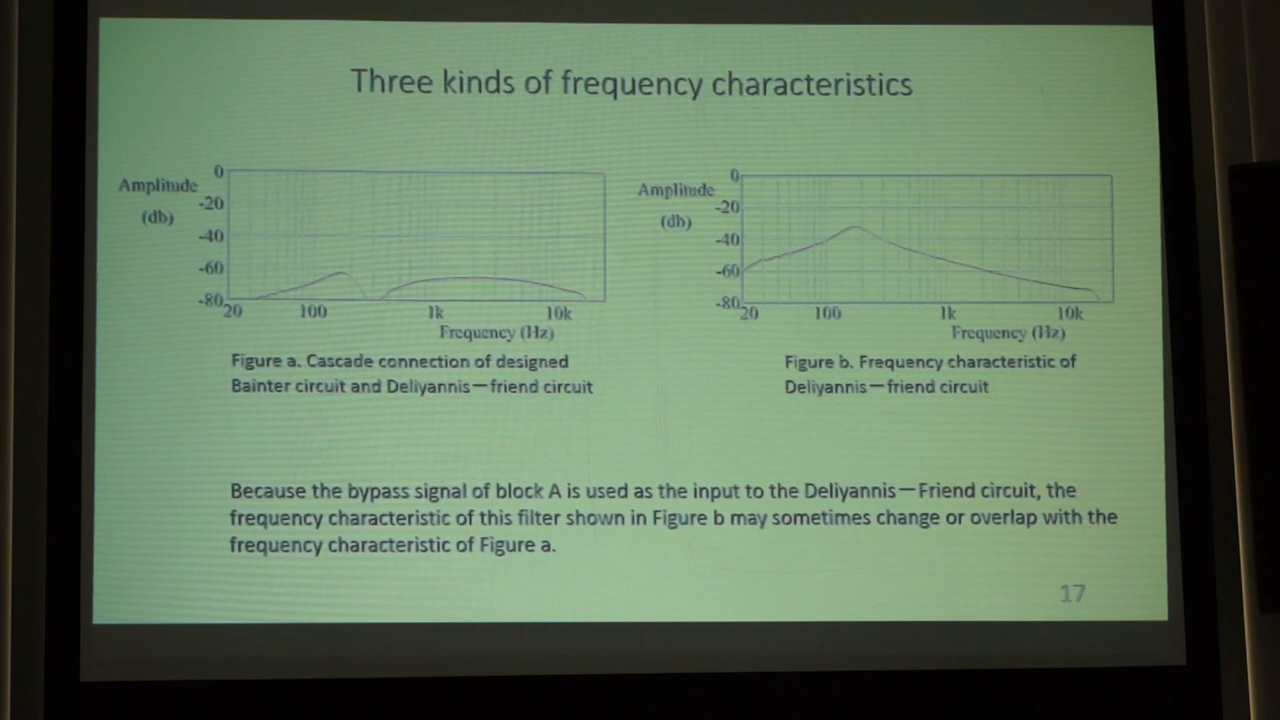 Three kinds of frequency characteristics
Amplitude
(db)
0
-20
-40
-60
-80
20
100
1k
10k
Frequency (Hz)
Figure a. Cascade connection of designed
Bainter circuit and Deliyannis—friend circuit
Amplitude
(db)
0
-20
-40
-60
-80
20
100
1k
10k
Frequency (Hz)
Figure b. Frequency characteristic of
Deliyannis—friend circuit
Because the bypass signal of block A is used as the input to the Deliyannis—Friend circuit, the
frequency characteristic of this filter shown in Figure b may sometimes change or overlap with the
frequency characteristic of Figure a.
17